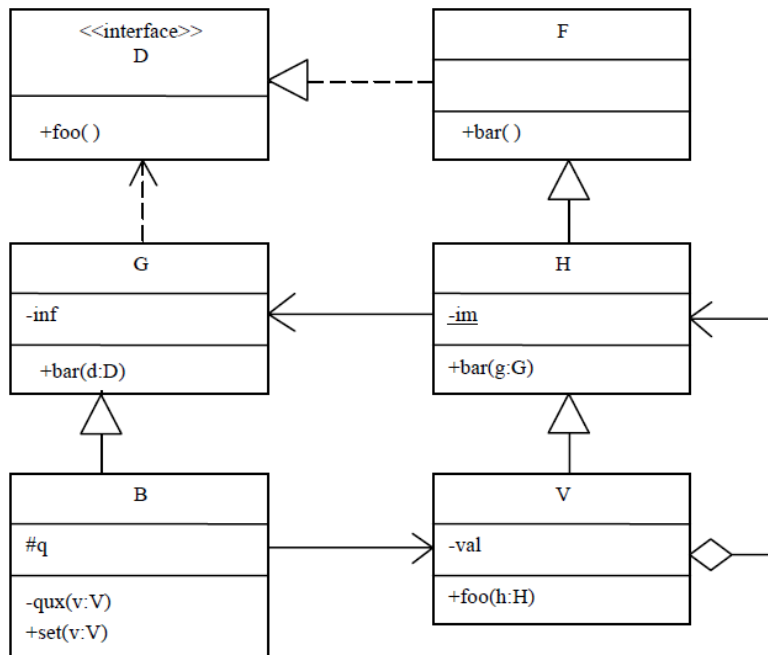 <<interface>>
D
+foo( )
F
+bar( )
G
-inf
+bar(d:D)
H
-im
+bar(g:G)
B
#q
-qux(v:V)
+set(v:V)
V
-val
+foo(h:H)